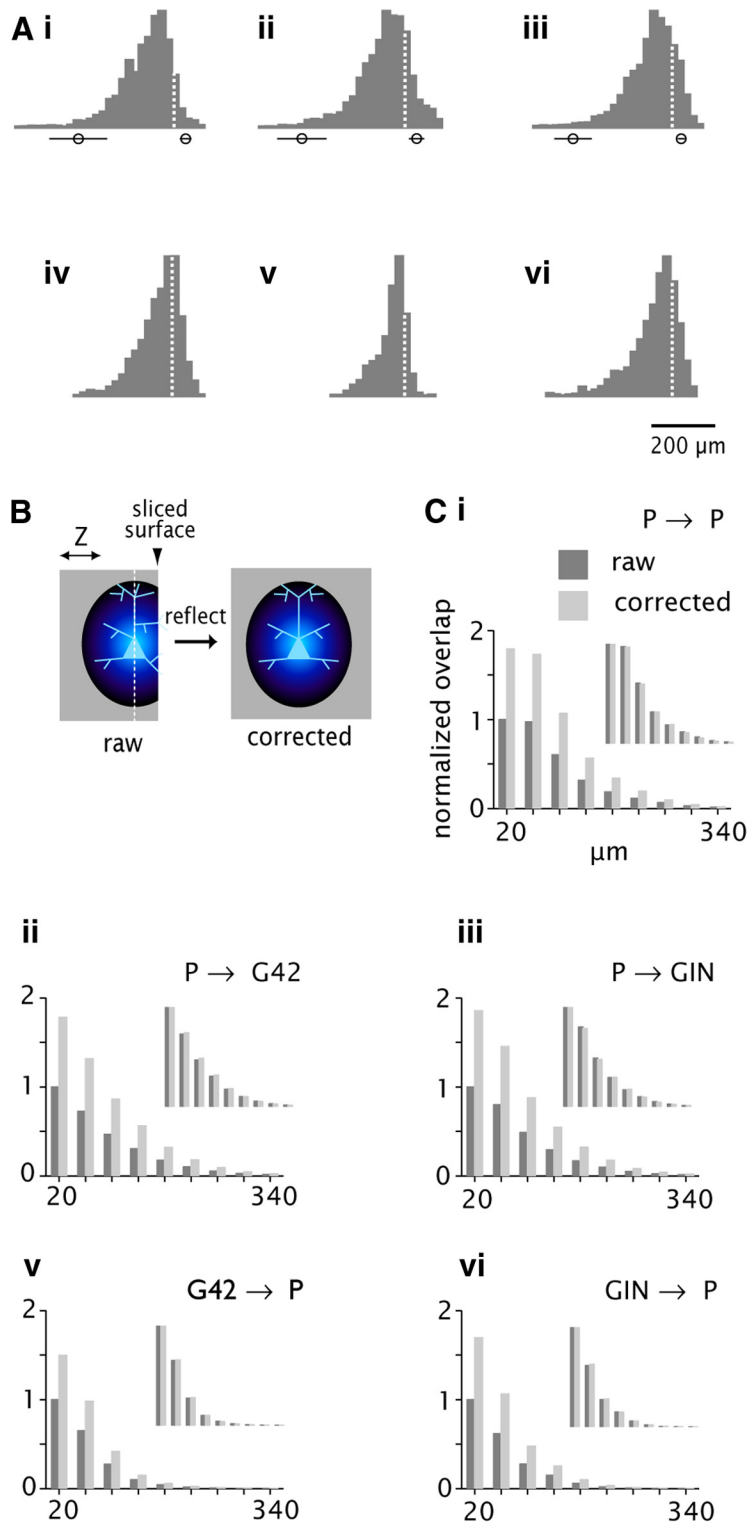 A i
ii
iii
iv
v
vi
200 µm
B
sliced
surface
Z
reflect
raw
corrected
C i
P → P
raw
corrected
normalized overlap
2
1
0
20
340
µm
ii
P → G42
2
1
0
20
340
iii
P → GIN
2
1
0
20
340
v
G42 → P
2
1
0
20
340
vi
GIN → P
2
1
0
20
340